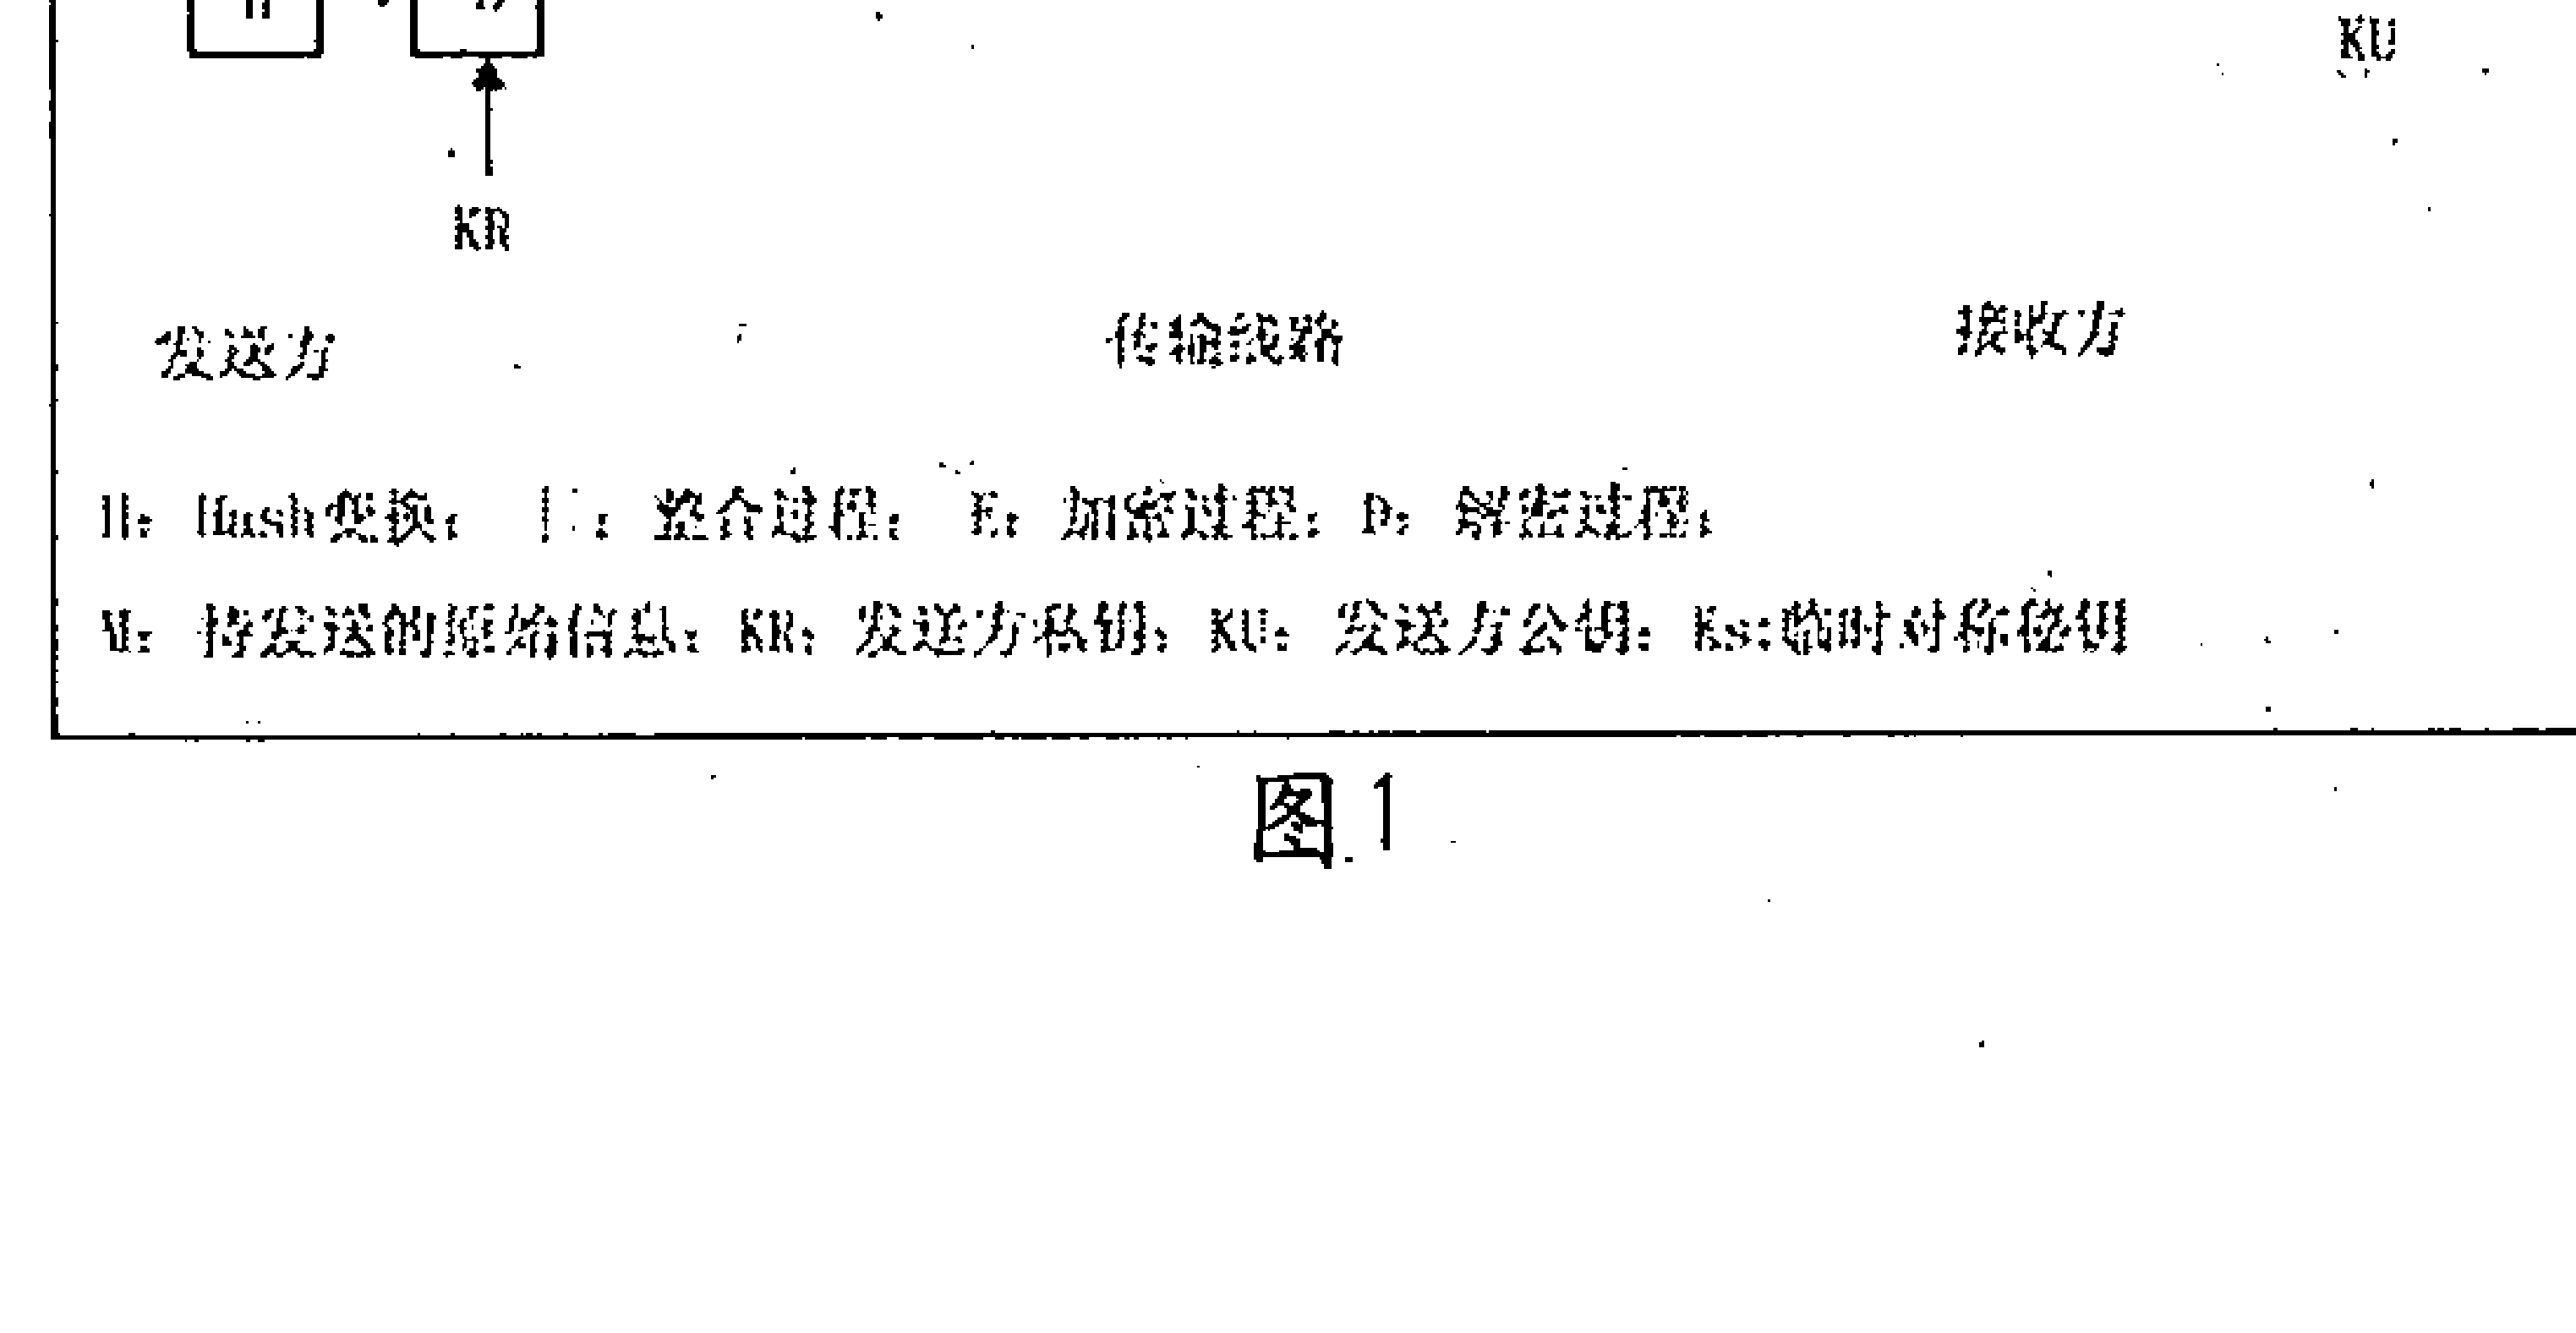 KU
KR
发送方 传输线路 接收方
H：Hash变换； ：整合过程； E：加密过程；D：解密过程；
M：待发送的原始信息；KR：发送方私钥；KU：发送方公钥；Ks:临时对称秘钥
图 1